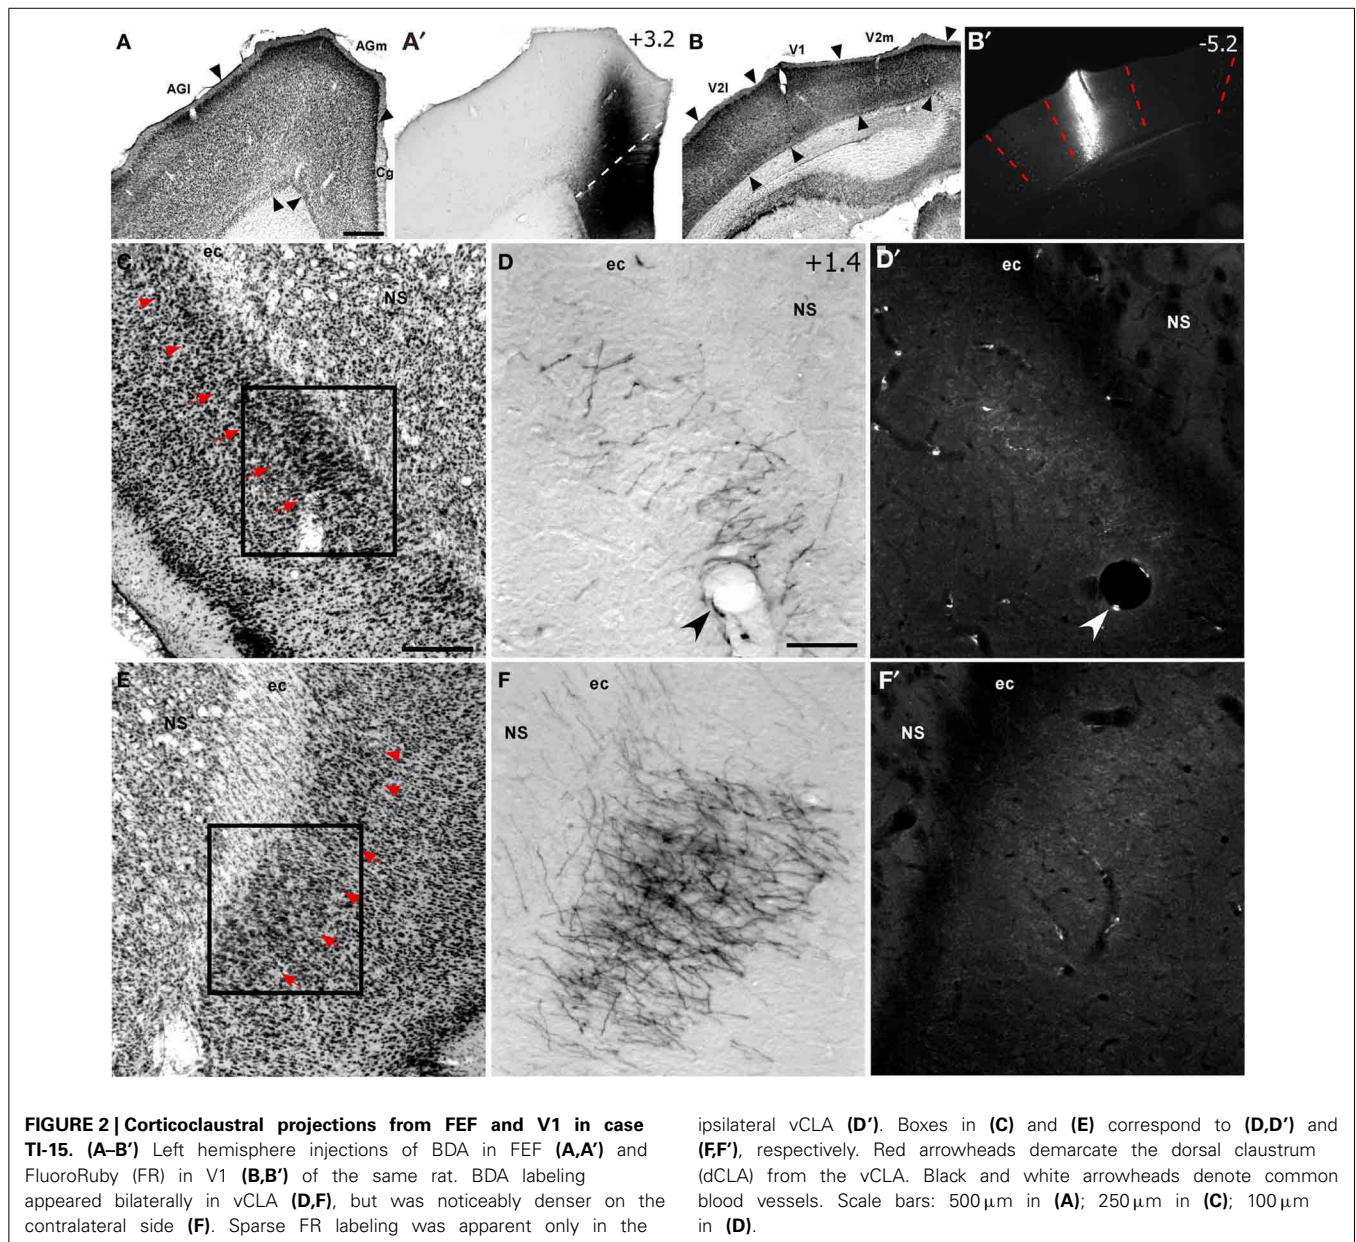 A
AGm
AGl
Cg
A′
+3.2
B
V1
V2m
V2l
B′
-5.2
C
ec
NS
D
ec
+1.4
NS
D′
ec
NS
E
ec
NS
F
ec
NS
F′
ec
NS
FIGURE 2 | Corticoclaustral projections from FEF and V1 in case
TI-15. (A–B′) Left hemisphere injections of BDA in FEF (A,A′) and
FluoroRuby (FR) in V1 (B,B′) of the same rat. BDA labeling
appeared bilaterally in vCLA (D,F), but was noticeably denser on the
contralateral side (F). Sparse FR labeling was apparent only in the
ipsilateral vCLA (D′). Boxes in (C) and (E) correspond to (D,D′) and
(F,F′), respectively. Red arrowheads demarcate the dorsal claustrum
(dCLA) from the vCLA. Black and white arrowheads denote common
blood vessels. Scale bars: 500 μm in (A); 250 μm in (C); 100 μm
in (D).